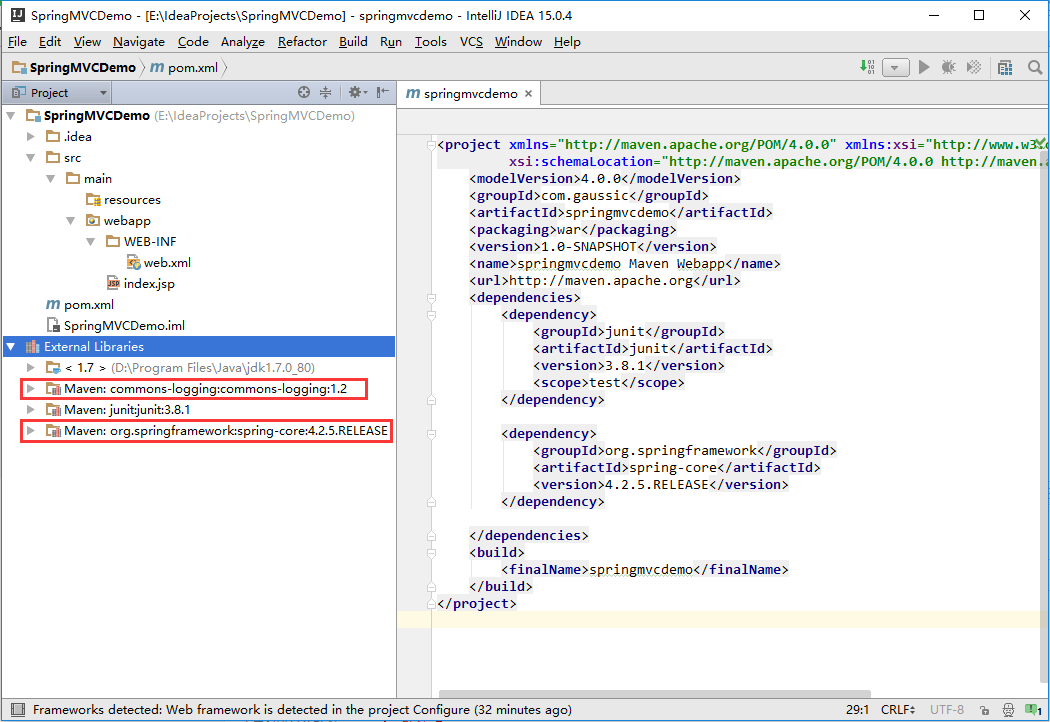 SpringMVCDemo - [E:\IdeaProjects\SpringMVCDemo] - springmvcdemo - IntelliJ IDEA 15.0.4
File Edit View Navigate Code Analyze Refactor Build Run Tools VCS Window Help
SpringMVCDemo m pom.xml
Project
m springmvcdemo
SpringMVCDemo (E:\IdeaProjects\SpringMVCDemo)
.idea
src
main
resources
webapp
WEB-INF
web.xml
JSP index.jsp
m pom.xml
SpringMVCDemo.iml
External Libraries
< 1.7 > (D:\Program Files\Java\jdk1.7.0_80)
Maven: commons-logging:commons-logging:1.2
Maven: junit:junit:3.8.1
Maven: org.springframework:spring-core:4.2.5.RELEASE
<project xmlns="http://maven.apache.org/POM/4.0.0" xmlns:xsi="http://www.w3
xsi:schemaLocation="http://maven.apache.org/POM/4.0.0 http://maven.a
<modelVersion>4.0.0</modelVersion>
<groupId>com.gaussic</groupId>
<artifactId>springmvcdemo</artifactId>
<packaging>war</packaging>
<version>1.0-SNAPSHOT</version>
<name>springmvcdemo Maven Webapp</name>
<url>http://maven.apache.org</url>
<dependencies>
<dependency>
<groupId>junit</groupId>
<artifactId>junit</artifactId>
<version>3.8.1</version>
<scope>test</scope>
</dependency>
<dependency>
<groupId>org.springframework</groupId>
<artifactId>spring-core</artifactId>
<version>4.2.5.RELEASE</version>
</dependency>
</dependencies>
<build>
<finalName>springmvcdemo</finalName>
</build>
</project>
Frameworks detected: Web framework is detected in the project Configure (32 minutes ago)
29:1 CRLF UTF-8 1